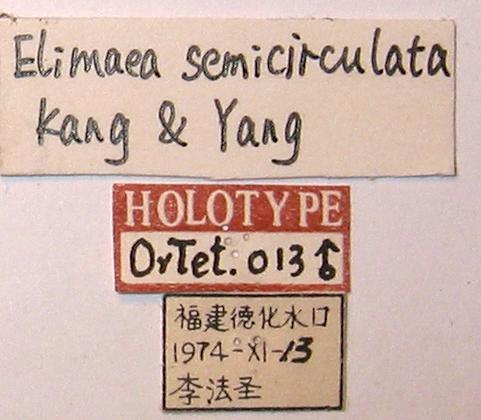 Elimaea semicirculata
Kang & Yang
HOLOTYPE
OrTet. 013 ♂
福建德化水口
1974-XI-13
李法圣